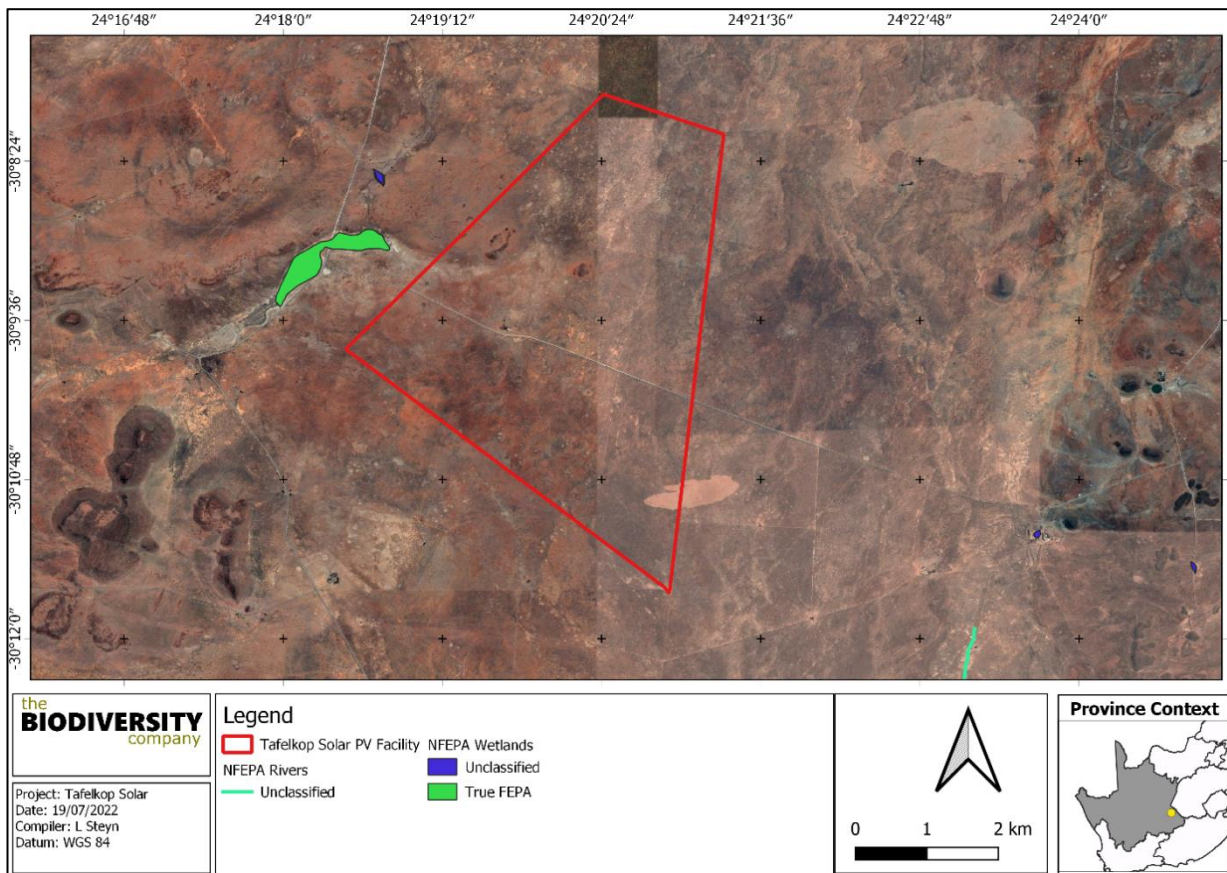 24°16'48" 24°18'0" 24°19'12" 24°20'24" 24°21'36" 24°22'48" 24°24'0"
-30°8'24"
-30°9'36"
-30°10'48"
-30°12'0"
the
BIODIVERSITY
company
Project: Tafelkop Solar
Date: 19/07/2022
Compiler: L Steyn
Datum: WGS 84
Legend
Tafelkop Solar PV Facility
NFEPA Rivers
Unclassified
NFEPA Wetlands
Unclassified
True FEPA
0 1 2 km
Province Context